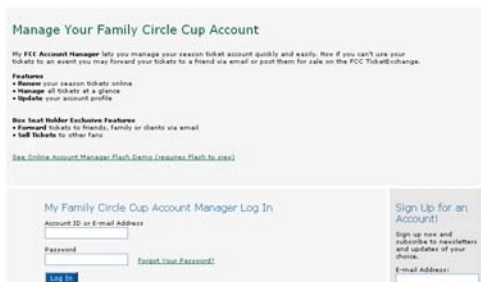 Manage Your Family Circle Cup Account
My FCC Account Manager lets you manage your season ticket account quickly and easily. Now if you can't use your
tickets to an event you may forward your tickets to a friend via email or post them for sale on the FCC TicketExchange.
Features
• Renew your season tickets online
• Manage all tickets at a glance
• Update your account profile
Box Seat Holder Exclusive Features
• Forward tickets to friends, family or clients via email
• Sell Tickets to other fans
See Online Account Manager Flash Demo (requires Flash to view)
My Family Circle Cup Account Manager Log In
Account ID or E-mail Address
Password
Forgot Your Password?
Log In
Sign Up for an
Account!
Sign up now and
subscribe to newsletters
and updates of your
choice.
E-mail Address: